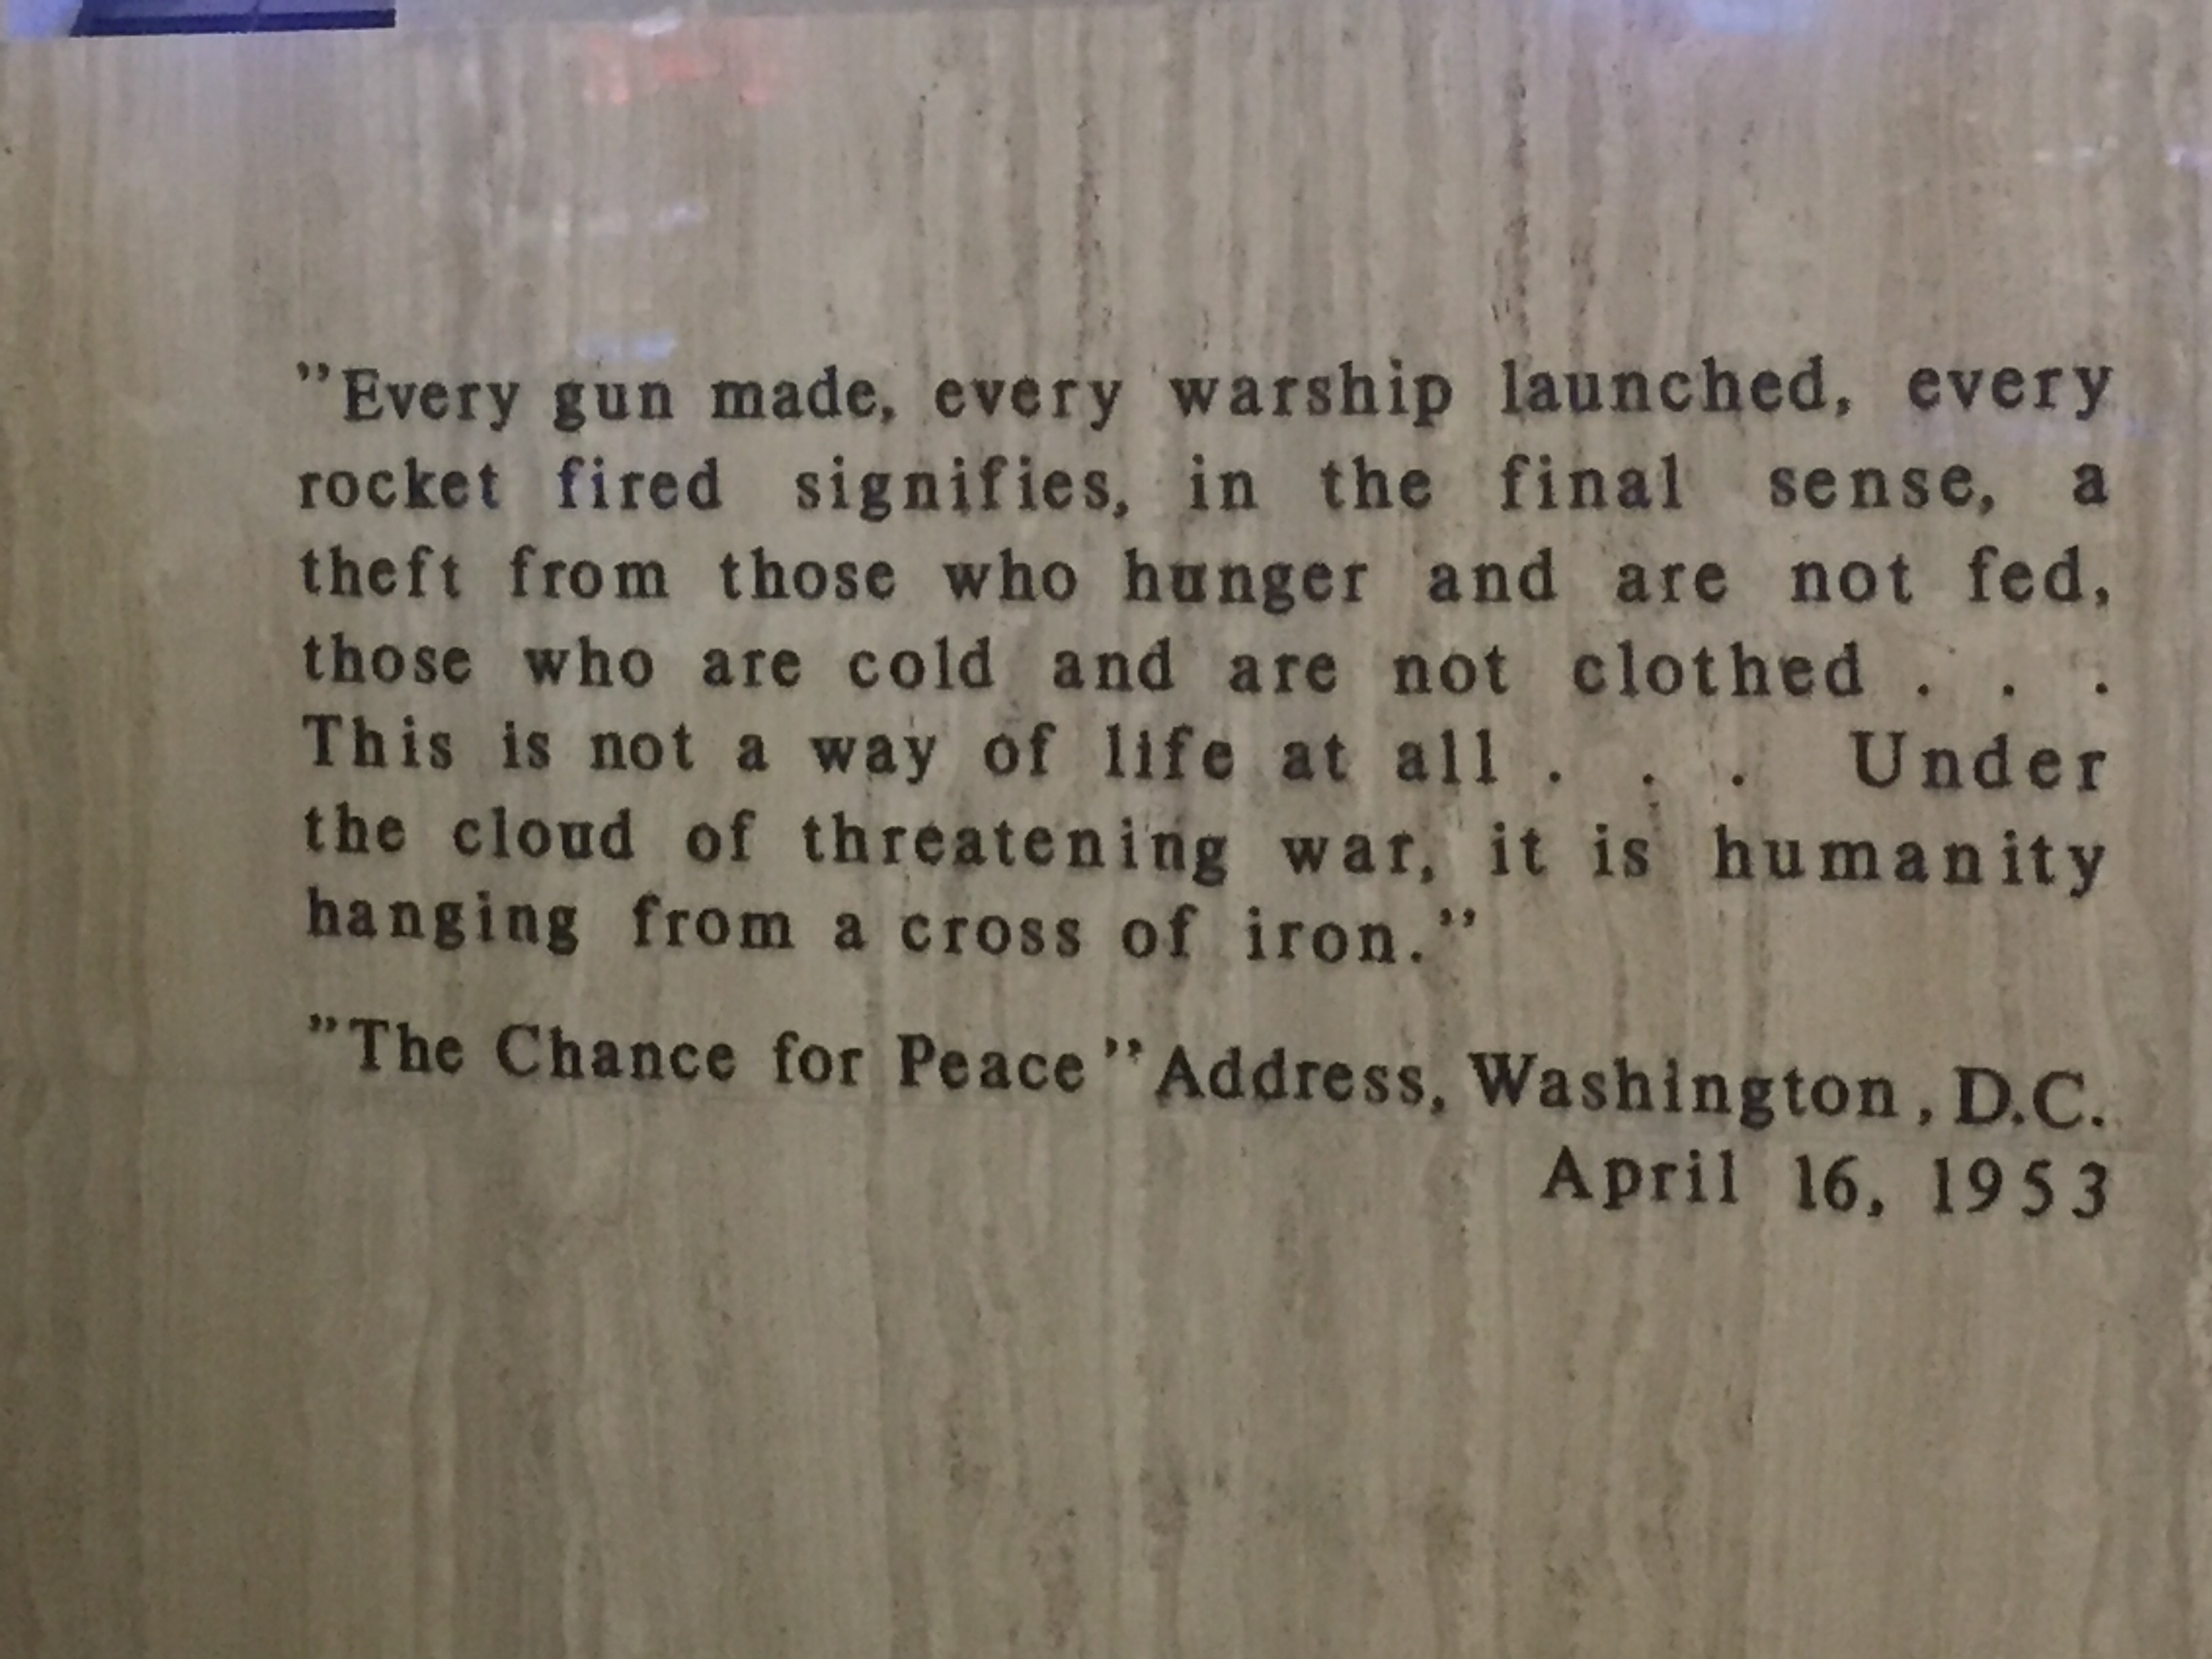 ”Every gun made, every warship launched, every
rocket fired signifies, in the final sense, a
theft from those who hunger and are not fed,
those who are cold and are not clothed . . .
This is not a way of life at all . . . Under
the cloud of threatening war, it is humanity
hanging from a cross of iron.”
”The Chance for Peace” Address, Washington, D.C.
April 16, 1953